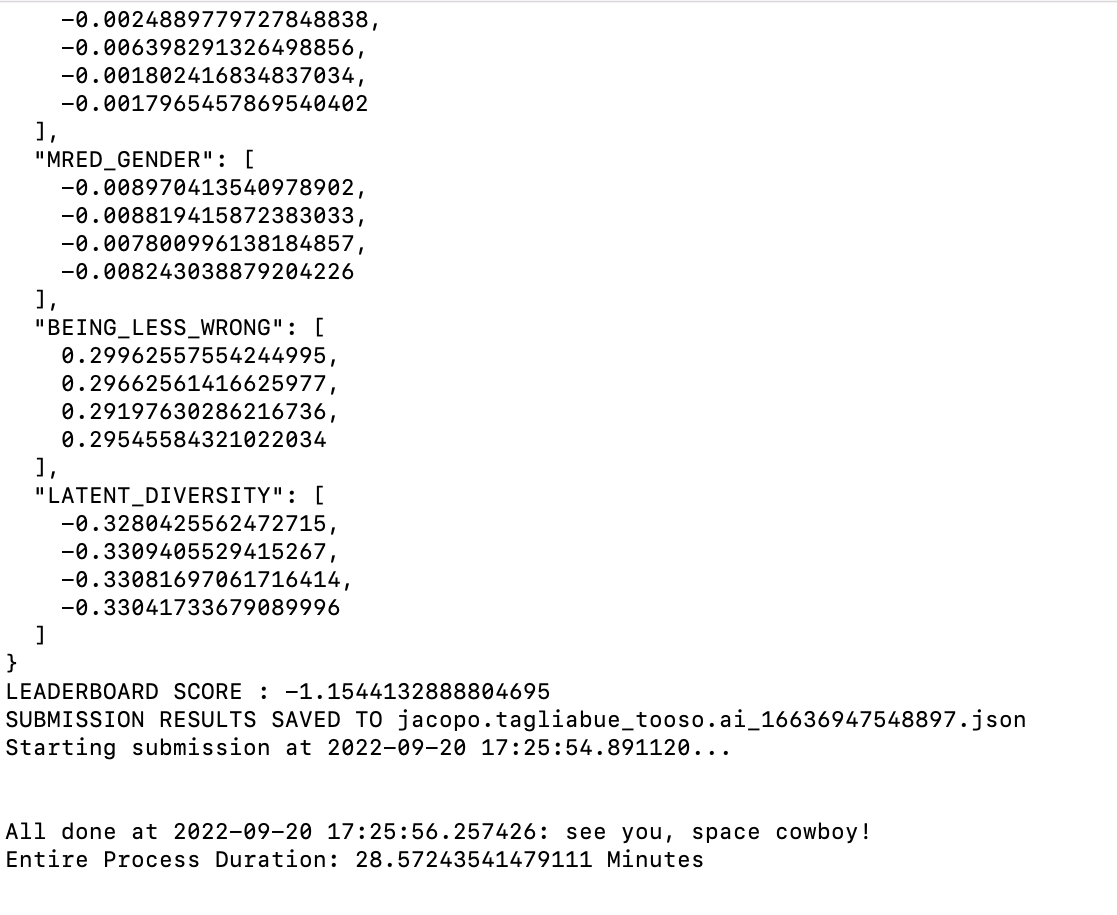 -0.0024889779727848838,
-0.006398291326498856,
-0.001802416834837034,
-0.0017965457869540402
],
"MRED_GENDER": [
-0.008970413540978902,
-0.008819415872383033,
-0.007800996138184857,
-0.008243038879204226
],
"BEING_LESS_WRONG": [
0.299625575542244995,
0.29662561416625977,
0.29197630286216736,
0.29545584321022034
],
"LATENT_DIVERSITY": [
-0.3280425562472715,
-0.3309405529415267,
-0.33081697061716414,
-0.33041733679089996
]
}
LEADERBOARD SCORE : -1.1544132888804695
SUBMISSION RESULTS SAVED TO jacopo.tagliabue_tooso.ai_16636947548897.json
Starting submission at 2022-09-20 17:25:54.891120...
All done at 2022-09-20 17:25:56.257426: see you, space cowboy!
Entire Process Duration: 28.57243541479111 Minutes